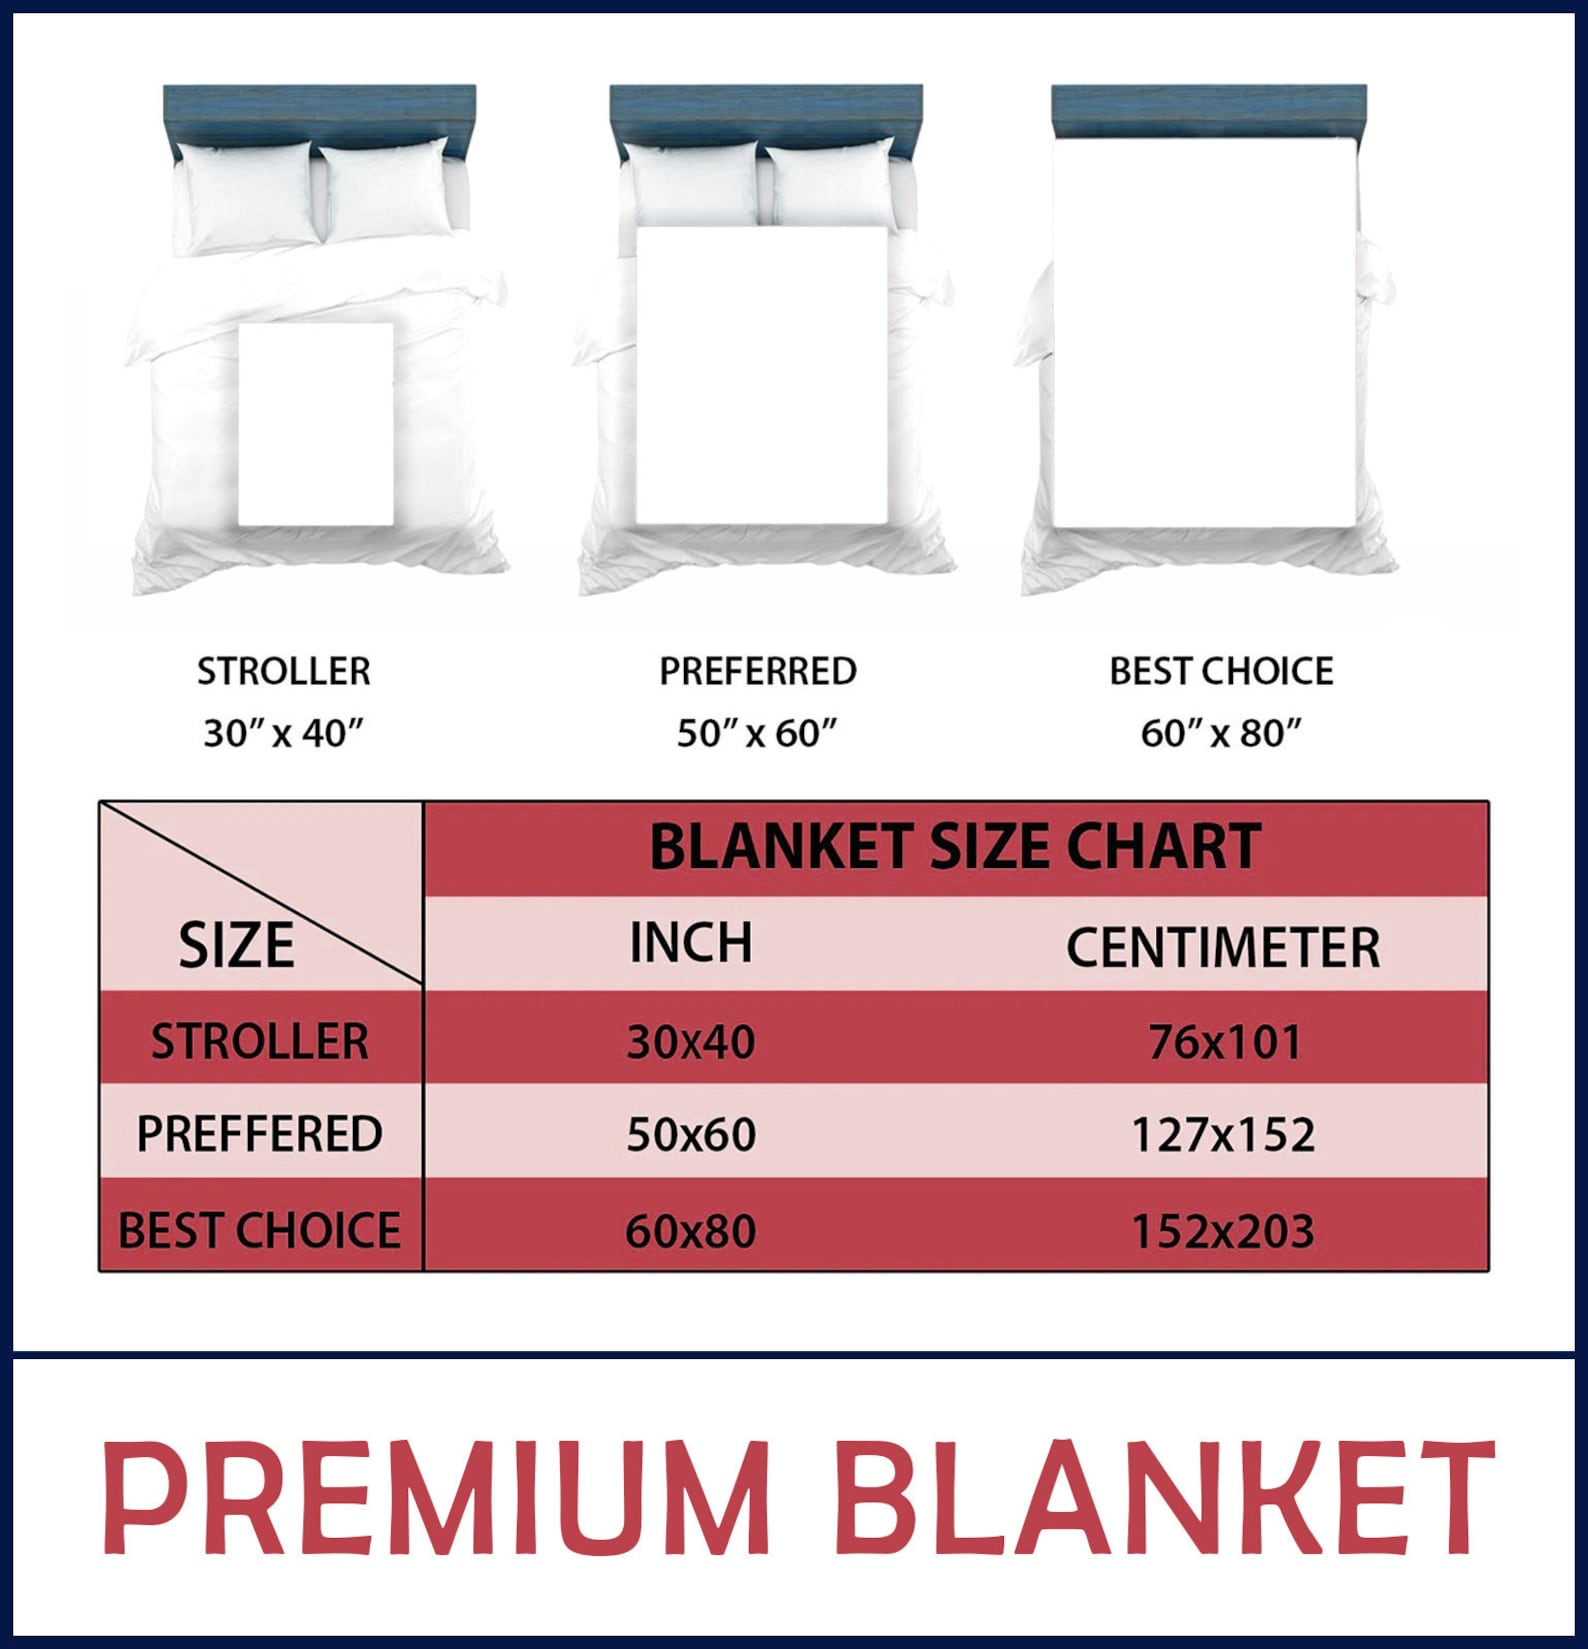 STROLLER
30” x 40”
PREFERRED
50” x 60”
BEST CHOICE
60” x 80”
BLANKET SIZE CHART
SIZE INCH CENTIMETER
STROLLER 30x40 76x101
PREFFERED 50x60 127x152
BEST CHOICE 60x80 152x203
PREMIUM BLANKET